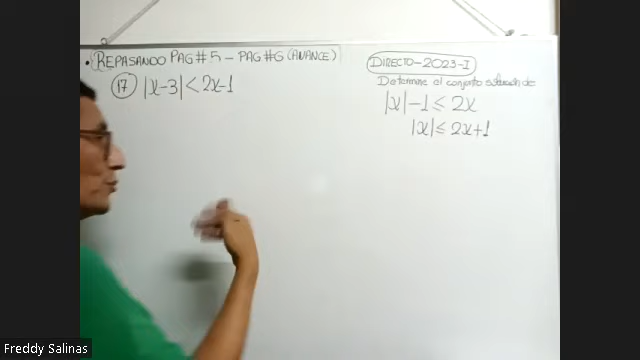 • REPASANDO PAG#5 - PAG#6 (AVANCE)
17 |x-3| < 2x-1
DIRECTO-2023-I
Determine el conjunto solución de
|x| - 1 ≤ 2x
|x| ≤ 2x+1
Freddy Salinas